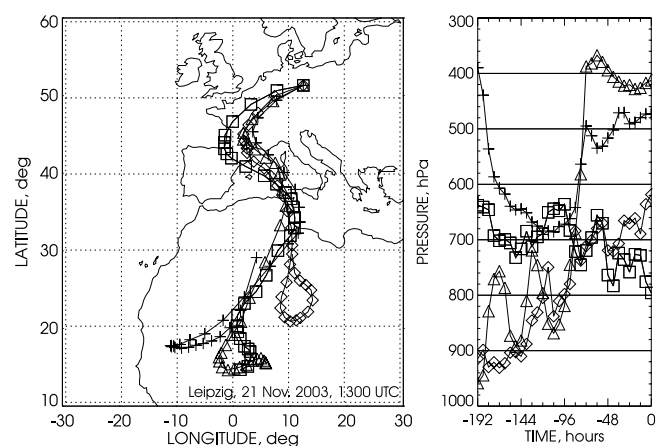 60
50
40
30
20
10
LATITUDE, deg
Leipzig, 21 Nov. 2003, 1300 UTC
-30 -20 -10 0 10 20 30
LONGITUDE, deg
300
400
500
600
700
800
900
1000
PRESSURE, hPa
-192 -144 -96 -48 0
TIME, hours